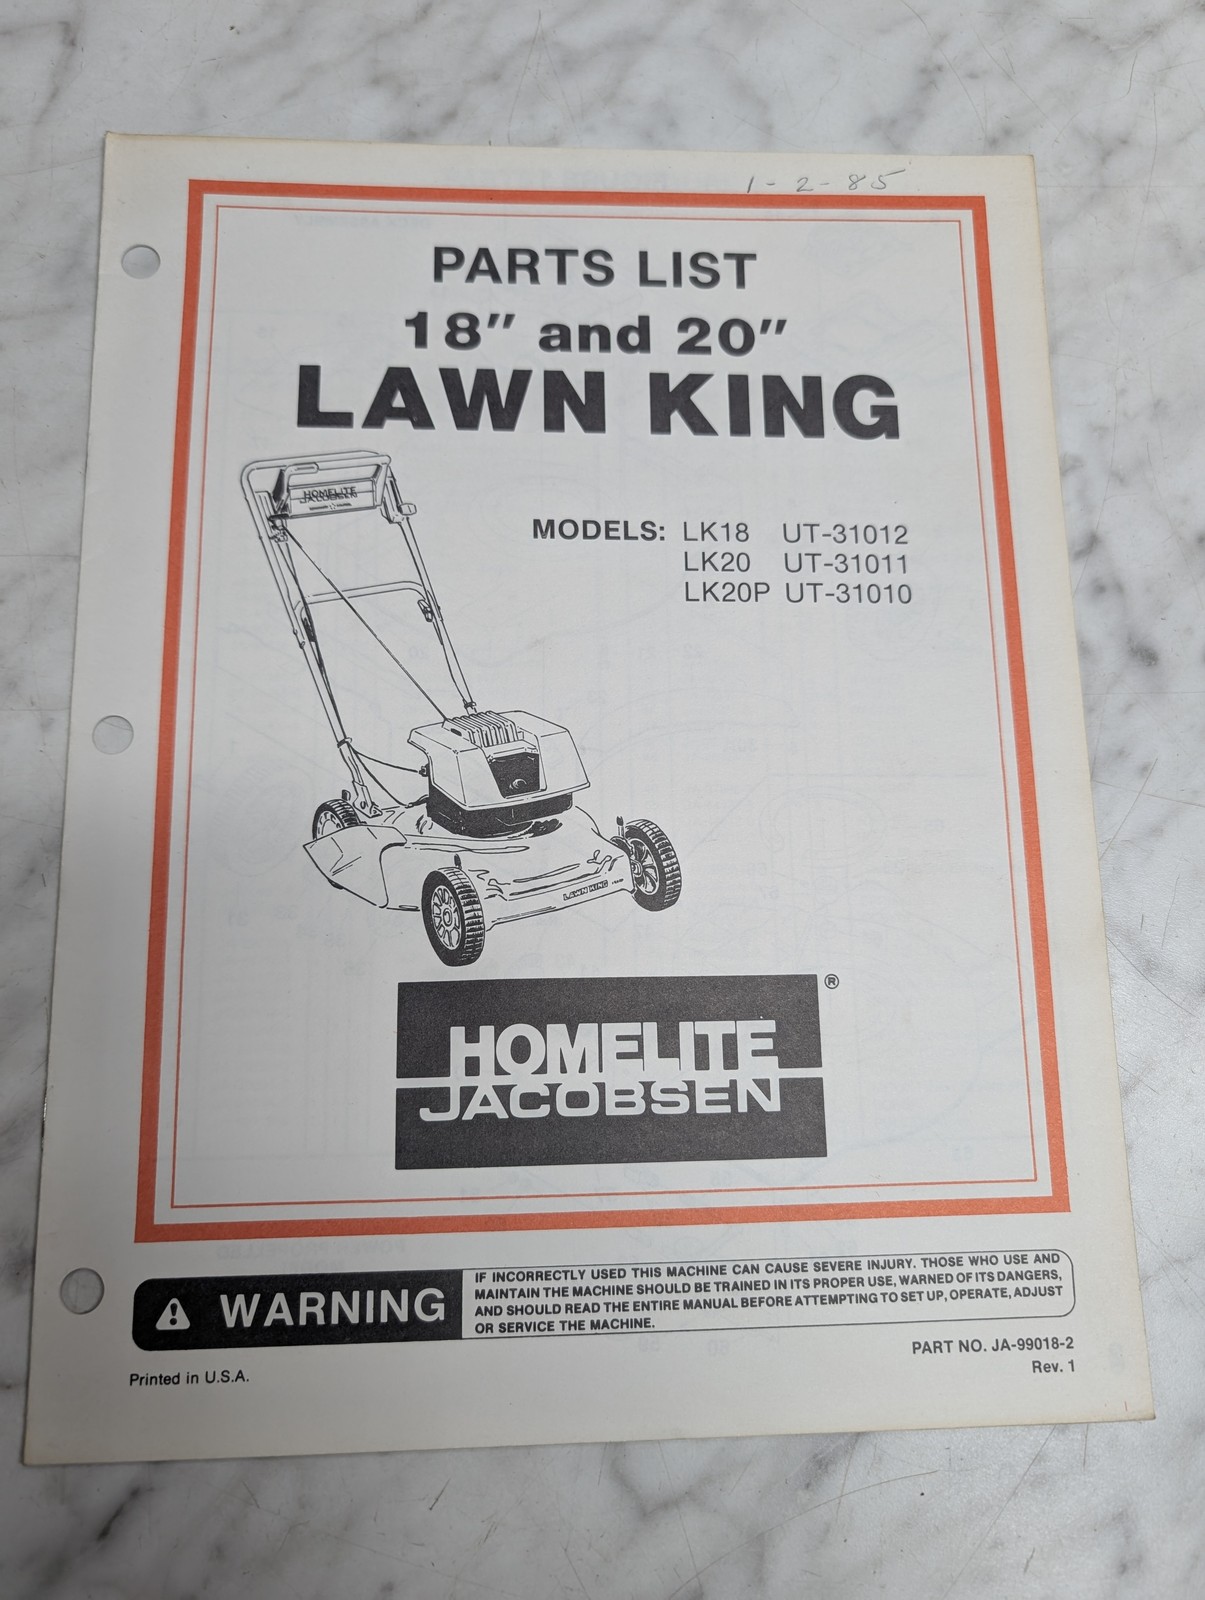 1-2-85
PARTS LIST
18" and 20"
LAWN KING
HOMELITE
JACOBSEN
MODELS: LK18 UT-31012
LK20 UT-31011
LK20P UT-31010
LAWN KING
HOMELITE ®
JACOBSEN
WARNING
IF INCORRECTLY USED THIS MACHINE CAN CAUSE SEVERE INJURY. THOSE WHO USE AND
MAINTAIN THE MACHINE SHOULD BE TRAINED IN ITS PROPER USE, WARNED OF ITS DANGERS,
AND SHOULD READ THE ENTIRE MANUAL BEFORE ATTEMPTING TO SET UP, OPERATE, ADJUST
OR SERVICE THE MACHINE.
PART NO. JA-99018-2
Rev. 1
Printed in U.S.A.